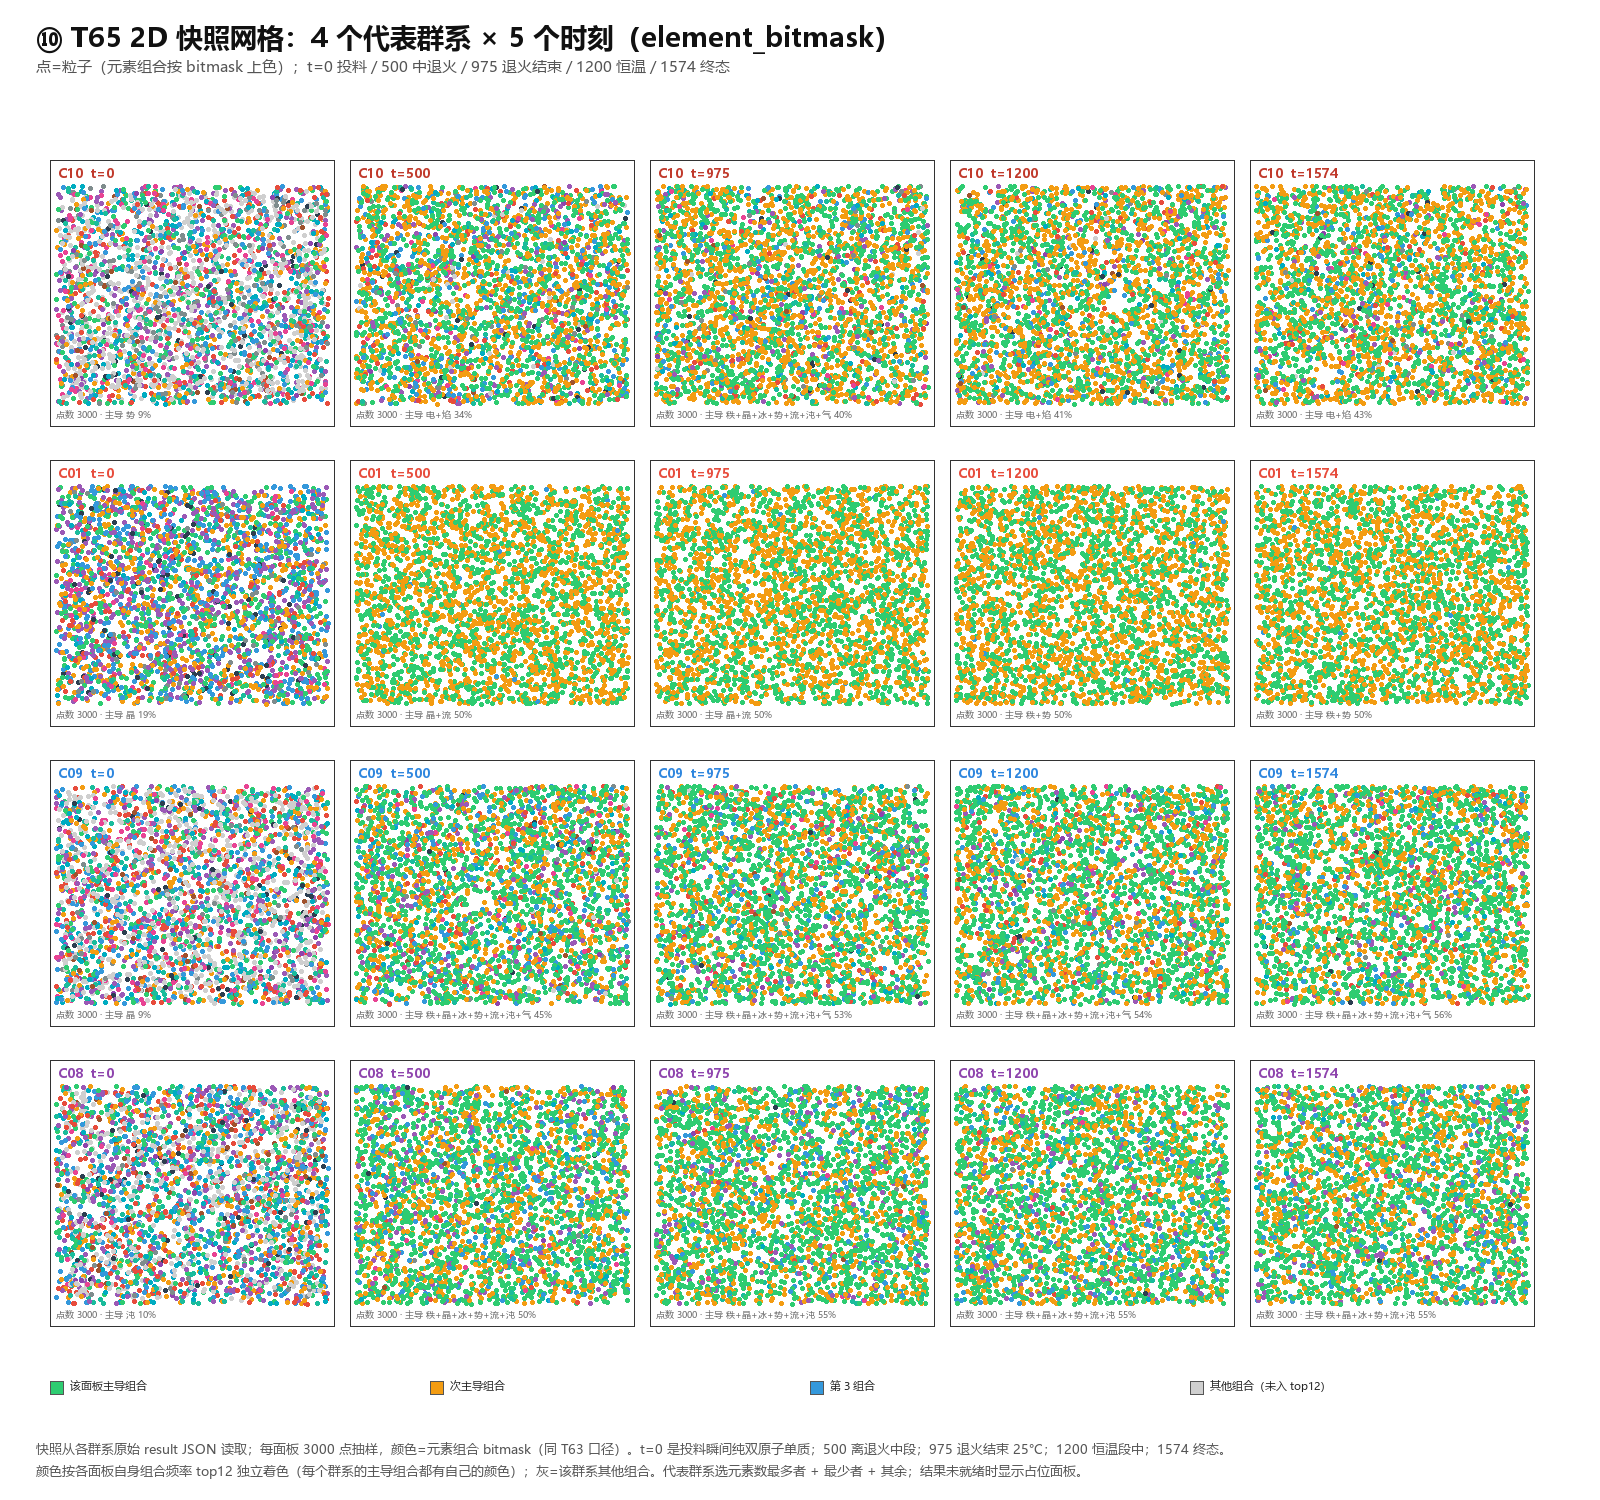 ⑩ T65 2D 快照网格：4 个代表群系 × 5 个时刻（element_bitmask）
点=粒子（元素组合按 bitmask 上色）；t=0 投料 / 500 中退火 / 975 退火结束 / 1200 恒温 / 1574 终态
C10 t=0
C10 t=500
C10 t=975
C10 t=1200
C10 t=1574
点数 3000 · 主导 势 9%
点数 3000 · 主导 电+焰 34%
点数 3000 · 主导 秩+晶+冰+势+流+沌+气 40%
点数 3000 · 主导 电+焰 41%
点数 3000 · 主导 电+焰 43%
C01 t=0
C01 t=500
C01 t=975
C01 t=1200
C01 t=1574
点数 3000 · 主导 晶 19%
点数 3000 · 主导 晶+流 50%
点数 3000 · 主导 晶+流 50%
点数 3000 · 主导 秩+势 50%
点数 3000 · 主导 秩+势 50%
C09 t=0
C09 t=500
C09 t=975
C09 t=1200
C09 t=1574
点数 3000 · 主导 晶 9%
点数 3000 · 主导 秩+晶+冰+势+流+沌+气 45%
点数 3000 · 主导 秩+晶+冰+势+流+沌+气 53%
点数 3000 · 主导 秩+晶+冰+势+流+沌+气 54%
点数 3000 · 主导 秩+晶+冰+势+流+沌+气 56%
C08 t=0
C08 t=500
C08 t=975
C08 t=1200
C08 t=1574
点数 3000 · 主导 沌 10%
点数 3000 · 主导 秩+晶+冰+势+流+沌 50%
点数 3000 · 主导 秩+晶+冰+势+流+沌 55%
点数 3000 · 主导 秩+晶+冰+势+流+沌 55%
点数 3000 · 主导 秩+晶+冰+势+流+沌 55%
该面板主导组合
次主导组合
第 3 组合
其他组合（未入 top12）
快照从各群系原始 result JSON 读取；每面板 3000 点抽样，颜色=元素组合 bitmask（同 T63 口径）。t=0 是投料瞬间纯双原子单质；500 离退火中段；975 退火结束 25°C；1200 恒温段中；1574 终态。
颜色按各面板自身组合频率 top12 独立着色（每个群系的主导组合都有自己的颜色）；灰=该群系其他组合。代表群系选元素数最多者 + 最少者 + 其余；结果未就绪时显示占位面板。